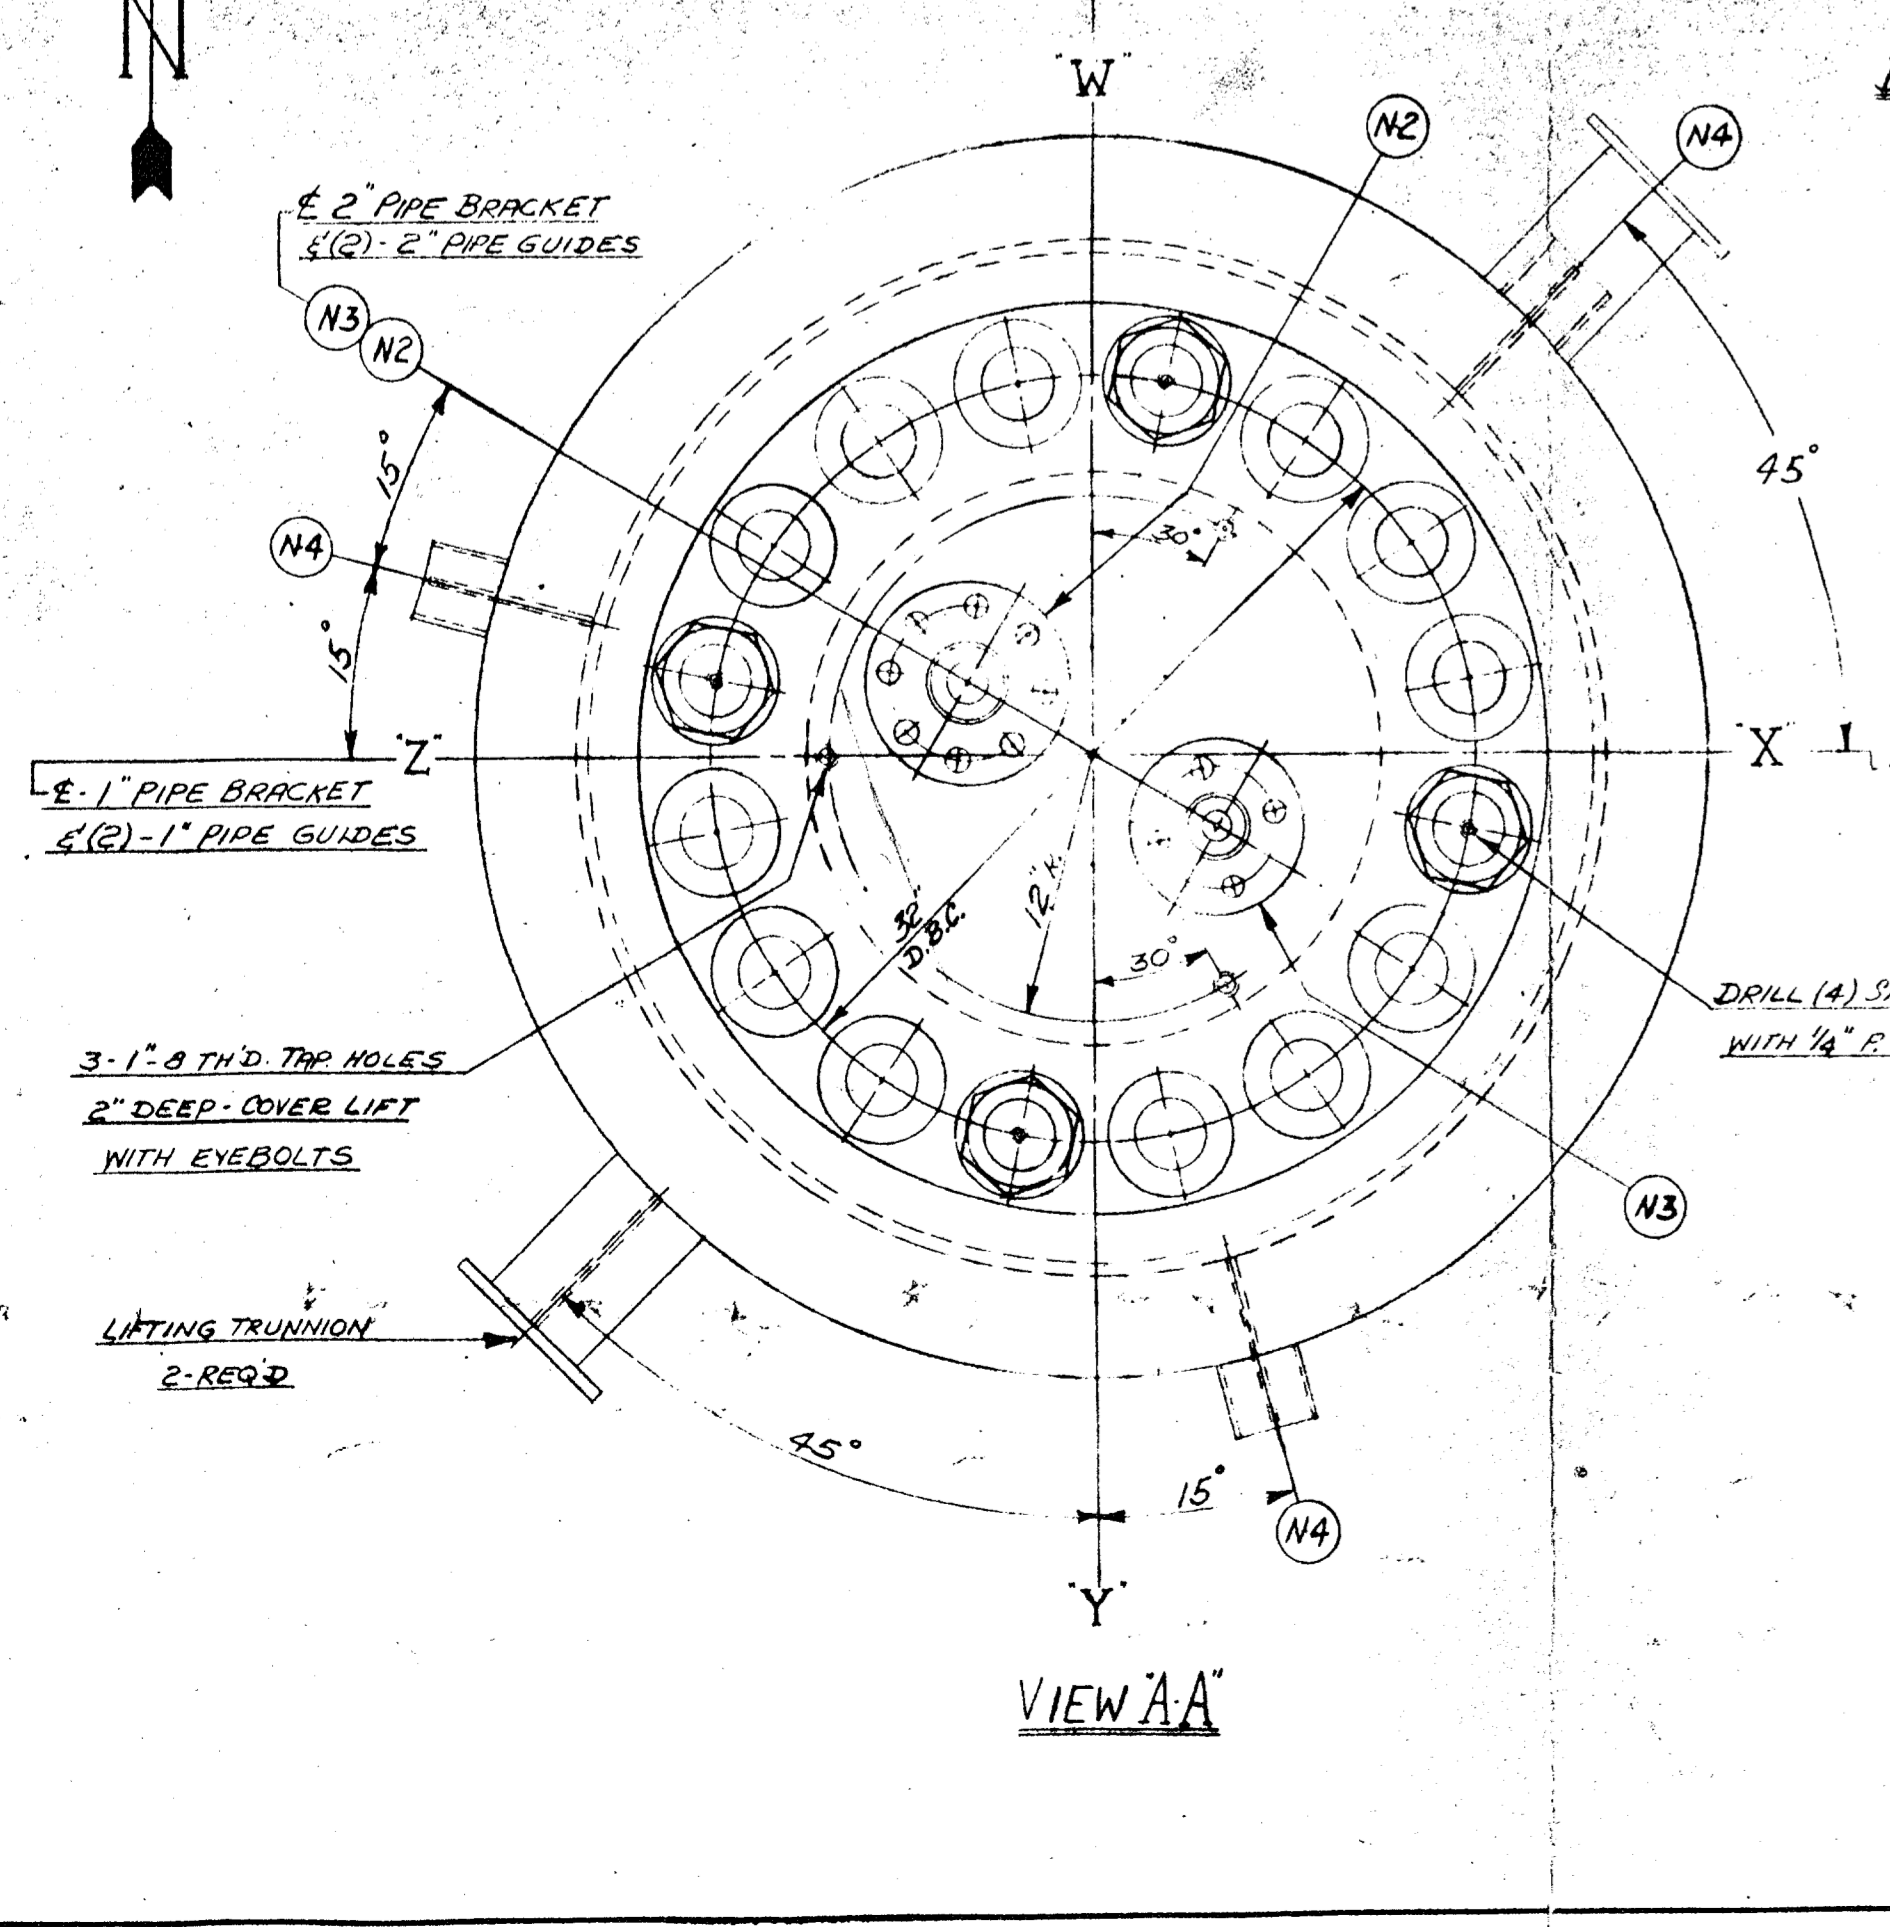 N
"W"
N2
N4
℄ 2" PIPE BRACKET
&(2)-2" PIPE GUIDES
N3
N2
15°
45°
30°
N4
15°
"Z"
"X"
℄-1" PIPE BRACKET
&(2)-1" PIPE GUIDES
32"
D.B.C.
12" R.
30°
DRILL (4)
WITH 1/4" P.
3-1"-8 TH'D. TAP. HOLES
2" DEEP-COVER LIFT
WITH EYEBOLTS
N3
LIFTING TRUNNION
2-REQ'D
45°
15°
N4
"Y"
VIEW "A-A"